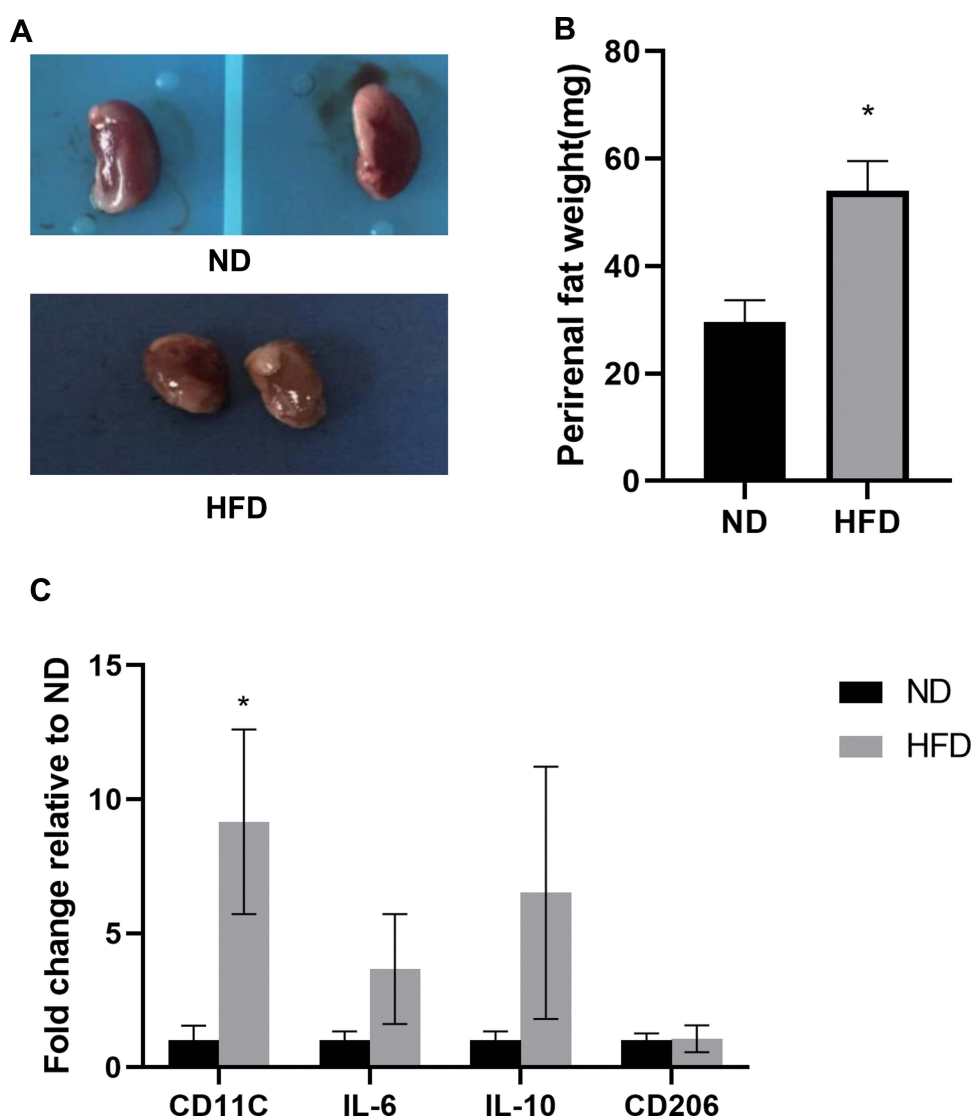 A
ND
HFD
B
Perirenal fat weight(mg)
80
60
40
20
0
*
ND
HFD
C
Fold change relative to ND
15
10
5
0
*
CD11C
IL-6
IL-10
CD206
ND
HFD